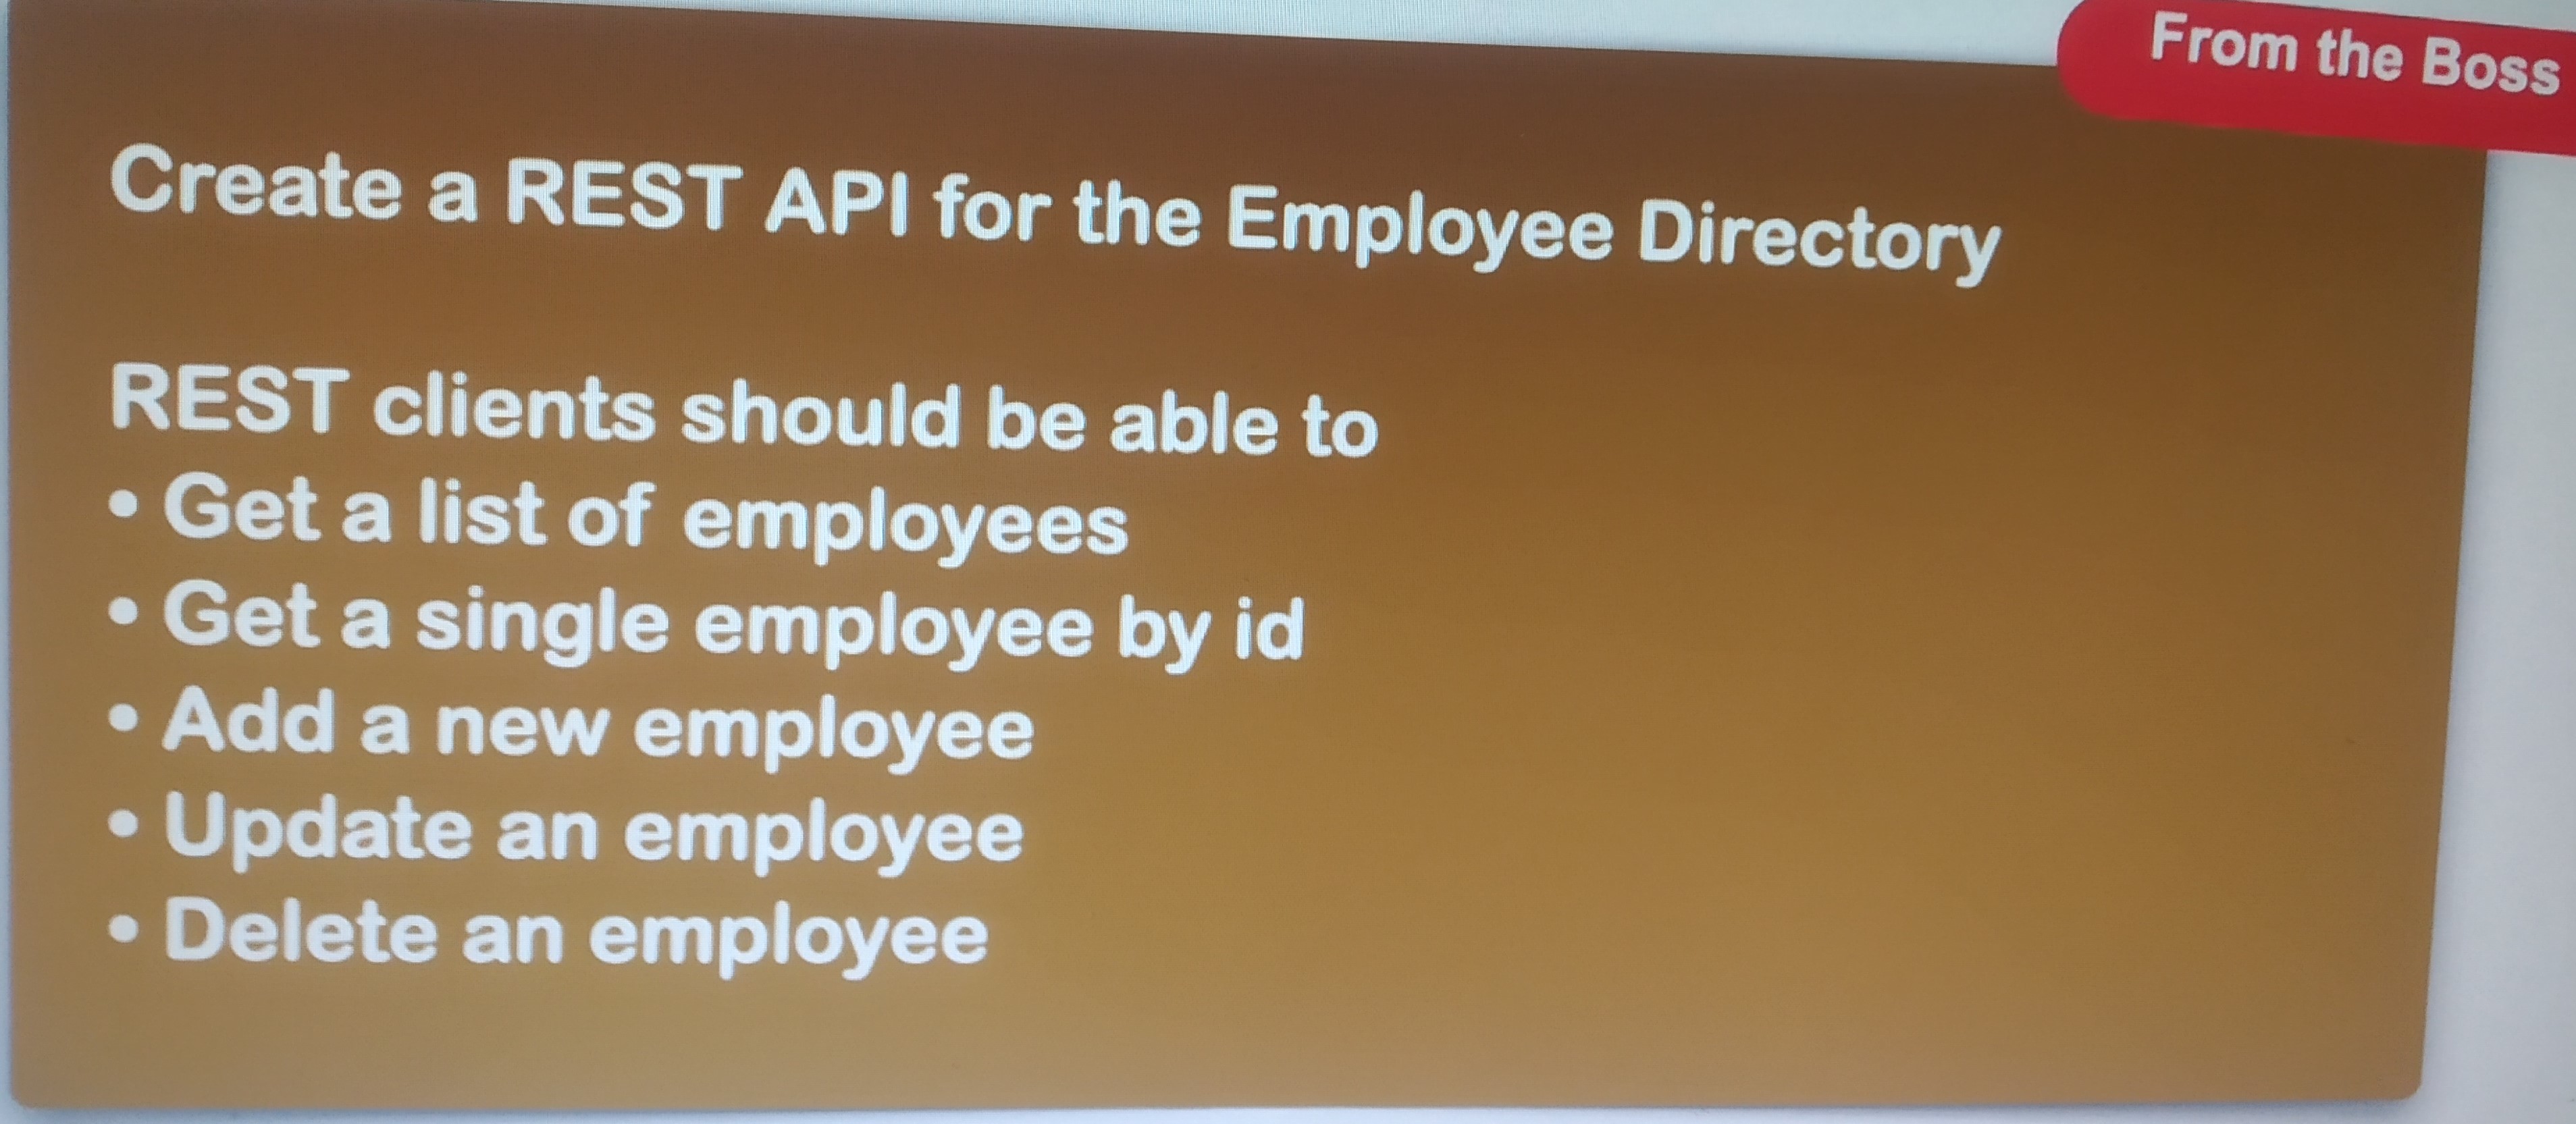 From the Boss
Create a REST API for the Employee Directory
REST clients should be able to
• Get a list of employees
• Get a single employee by id
• Add a new employee
• Update an employee
• Delete an employee